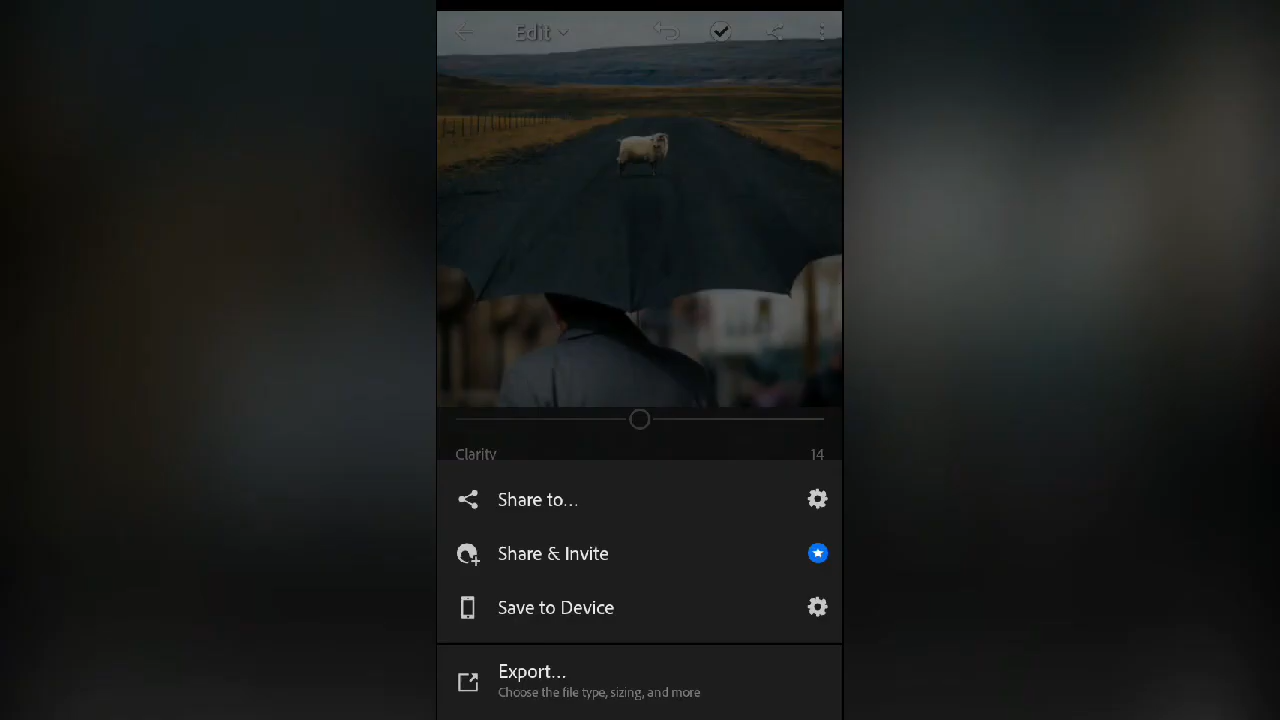 Edit
Clarity 14
Share to...
Share & Invite
Save to Device
Export...
Choose the file type, sizing, and more